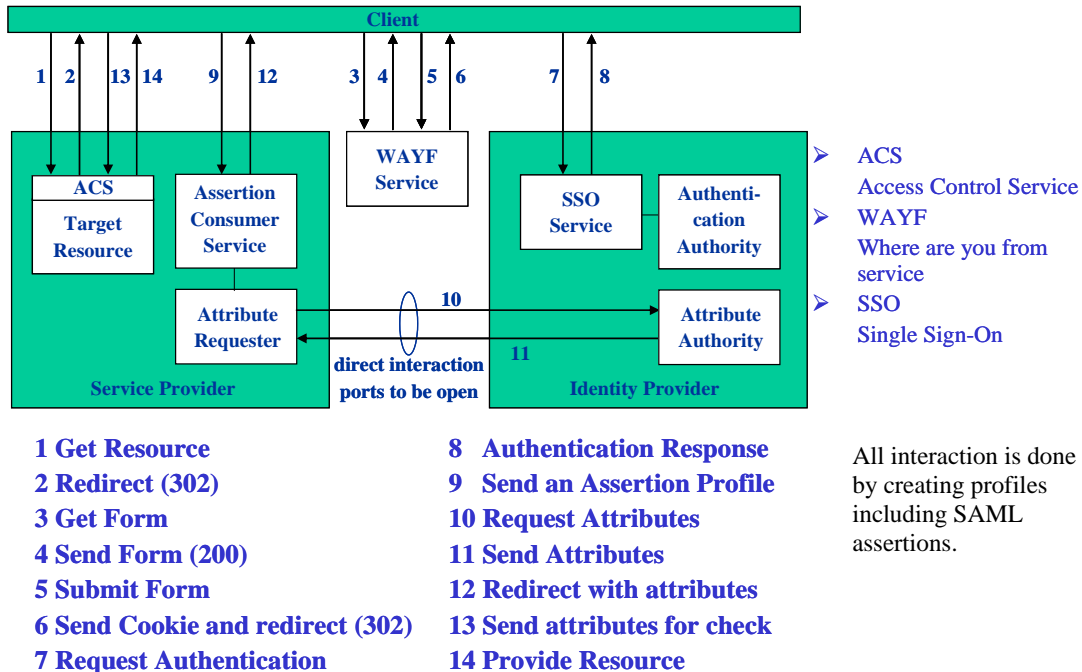 Client
1 2 13 14 9 12 3 4 5 6 7 8
ACS
Target
Resource
Assertion
Consumer
Service
WAYF
Service
SSO
Service
Authenti-
cation
Authority
Attribute
Requester
10
11
Attribute
Authority
direct interaction
ports to be open
Service Provider
Identity Provider
➢ ACS
Access Control Service
➢ WAYF
Where are you from
service
➢ SSO
Single Sign-On
1 Get Resource
2 Redirect (302)
3 Get Form
4 Send Form (200)
5 Submit Form
6 Send Cookie and redirect (302)
7 Request Authentication
8 Authentication Response
9 Send an Assertion Profile
10 Request Attributes
11 Send Attributes
12 Redirect with attributes
13 Send attributes for check
14 Provide Resource
All interaction is done
by creating profiles
including SAML
assertions.